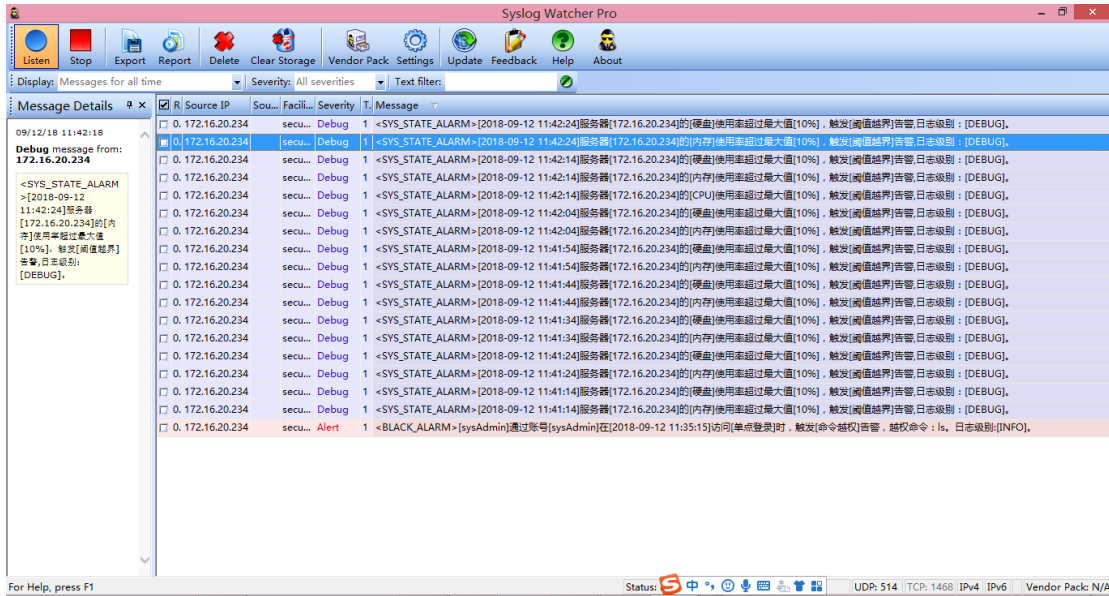 Syslog Watcher Pro
Listen Stop Export Report Delete Clear Storage Vendor Pack Settings Update Feedback Help About
Display: Messages for all time Severity: All severities Text filter:
Message Details
R Source IP Sou... Facili... Severity T. Message
09/12/18 11:42:18
Debug message from:
172.16.20.234
<SYS_STATE_ALARM
>[2018-09-12
11:42:24]服务器
[172.16.20.234]的[内
存]使用率超过最大值
[10%]，触发[阈值越界]
告警,日志级别:
[DEBUG]。
0. 172.16.20.234 secu... Debug 1 <SYS_STATE_ALARM>[2018-09-12 11:42:24]服务器[172.16.20.234]的[硬盘]使用率超过最大值[10%]，触发[阈值越界]告警,日志级别：[DEBUG]。
0. 172.16.20.234 secu... Debug 1 <SYS_STATE_ALARM>[2018-09-12 11:42:24]服务器[172.16.20.234]的[内存]使用率超过最大值[10%]，触发[阈值越界]告警,日志级别：[DEBUG]。
0. 172.16.20.234 secu... Debug 1 <SYS_STATE_ALARM>[2018-09-12 11:42:14]服务器[172.16.20.234]的[硬盘]使用率超过最大值[10%]，触发[阈值越界]告警,日志级别：[DEBUG]。
0. 172.16.20.234 secu... Debug 1 <SYS_STATE_ALARM>[2018-09-12 11:42:14]服务器[172.16.20.234]的[内存]使用率超过最大值[10%]，触发[阈值越界]告警,日志级别：[DEBUG]。
0. 172.16.20.234 secu... Debug 1 <SYS_STATE_ALARM>[2018-09-12 11:42:14]服务器[172.16.20.234]的[CPU]使用率超过最大值[10%]，触发[阈值越界]告警,日志级别：[DEBUG]。
0. 172.16.20.234 secu... Debug 1 <SYS_STATE_ALARM>[2018-09-12 11:42:04]服务器[172.16.20.234]的[硬盘]使用率超过最大值[10%]，触发[阈值越界]告警,日志级别：[DEBUG]。
0. 172.16.20.234 secu... Debug 1 <SYS_STATE_ALARM>[2018-09-12 11:42:04]服务器[172.16.20.234]的[内存]使用率超过最大值[10%]，触发[阈值越界]告警,日志级别：[DEBUG]。
0. 172.16.20.234 secu... Debug 1 <SYS_STATE_ALARM>[2018-09-12 11:41:54]服务器[172.16.20.234]的[硬盘]使用率超过最大值[10%]，触发[阈值越界]告警,日志级别：[DEBUG]。
0. 172.16.20.234 secu... Debug 1 <SYS_STATE_ALARM>[2018-09-12 11:41:54]服务器[172.16.20.234]的[内存]使用率超过最大值[10%]，触发[阈值越界]告警,日志级别：[DEBUG]。
0. 172.16.20.234 secu... Debug 1 <SYS_STATE_ALARM>[2018-09-12 11:41:44]服务器[172.16.20.234]的[硬盘]使用率超过最大值[10%]，触发[阈值越界]告警,日志级别：[DEBUG]。
0. 172.16.20.234 secu... Debug 1 <SYS_STATE_ALARM>[2018-09-12 11:41:44]服务器[172.16.20.234]的[内存]使用率超过最大值[10%]，触发[阈值越界]告警,日志级别：[DEBUG]。
0. 172.16.20.234 secu... Debug 1 <SYS_STATE_ALARM>[2018-09-12 11:41:34]服务器[172.16.20.234]的[硬盘]使用率超过最大值[10%]，触发[阈值越界]告警,日志级别：[DEBUG]。
0. 172.16.20.234 secu... Debug 1 <SYS_STATE_ALARM>[2018-09-12 11:41:34]服务器[172.16.20.234]的[内存]使用率超过最大值[10%]，触发[阈值越界]告警,日志级别：[DEBUG]。
0. 172.16.20.234 secu... Debug 1 <SYS_STATE_ALARM>[2018-09-12 11:41:24]服务器[172.16.20.234]的[硬盘]使用率超过最大值[10%]，触发[阈值越界]告警,日志级别：[DEBUG]。
0. 172.16.20.234 secu... Debug 1 <SYS_STATE_ALARM>[2018-09-12 11:41:24]服务器[172.16.20.234]的[内存]使用率超过最大值[10%]，触发[阈值越界]告警,日志级别：[DEBUG]。
0. 172.16.20.234 secu... Debug 1 <SYS_STATE_ALARM>[2018-09-12 11:41:14]服务器[172.16.20.234]的[硬盘]使用率超过最大值[10%]，触发[阈值越界]告警,日志级别：[DEBUG]。
0. 172.16.20.234 secu... Debug 1 <SYS_STATE_ALARM>[2018-09-12 11:41:14]服务器[172.16.20.234]的[内存]使用率超过最大值[10%]，触发[阈值越界]告警,日志级别：[DEBUG]。
0. 172.16.20.234 secu... Alert 1 <BLACK_ALARM>[sysAdmin]通过账号[sysAdmin]在[2018-09-12 11:35:15]访问[单点登录]时，触发[命令越权]告警，越权命令：ls。日志级别:[INFO]。
For Help, press F1 Status: 中 UDP: 514 TCP: 1468 IPv4 IPv6 Vendor Pack: N/A